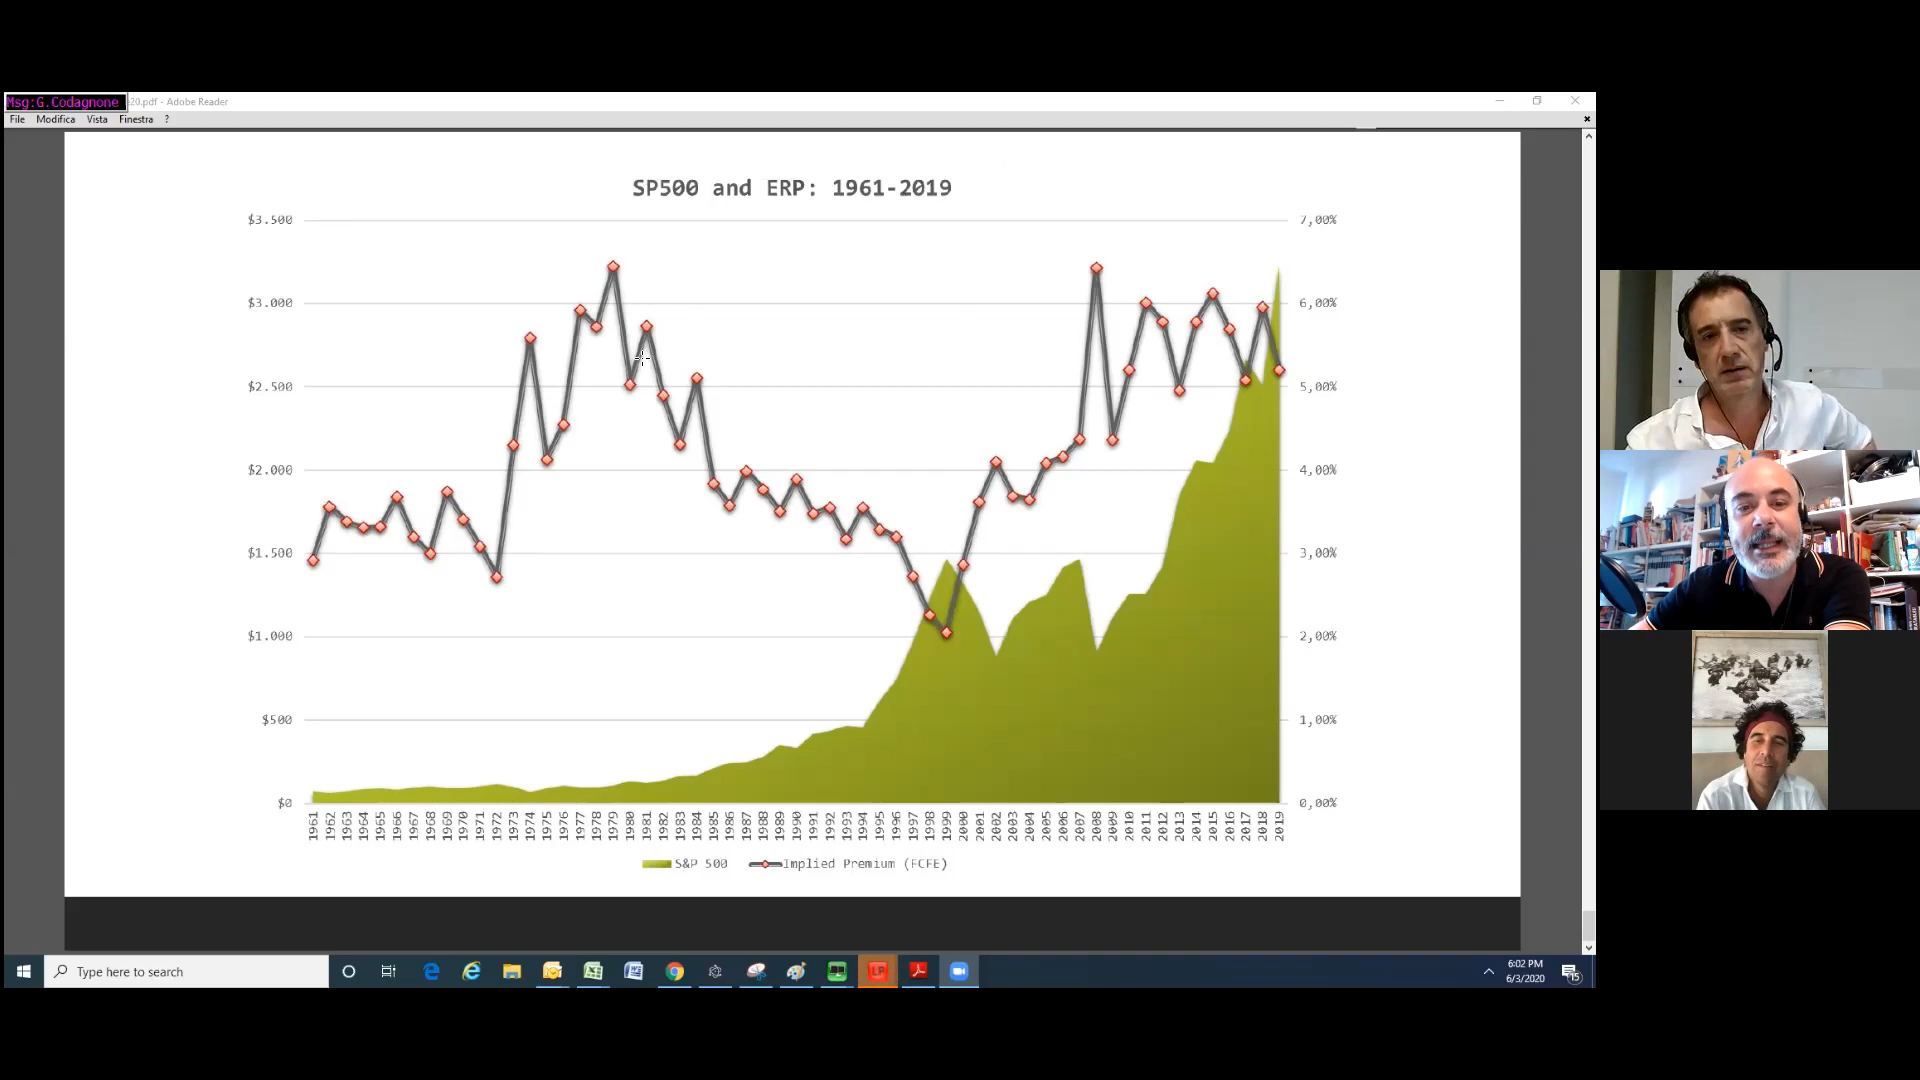 Msg:G.Codagnone e20.pdf - Adobe Reader
File Modifica Vista Finestra ?
SP500 and ERP: 1961-2019
$3.500
$3.000
$2.500
$2.000
$1.500
$1.000
$500
$0
7,00%
6,00%
5,00%
4,00%
3,00%
2,00%
1,00%
0,00%
1961 1962 1963 1964 1965 1966 1967 1968 1969 1970 1971 1972 1973 1974 1975 1976 1977 1978 1979 1980 1981 1982 1983 1984 1985 1986 1987 1988 1989 1990 1991 1992 1993 1994 1995 1996 1997 1998 1999 2000 2001 2002 2003 2004 2005 2006 2007 2008 2009 2010 2011 2012 2013 2014 2015 2016 2017 2018 2019
S&P 500 Implied Premium (FCFE)
Type here to search
LP
6:02 PM
6/3/2020
15